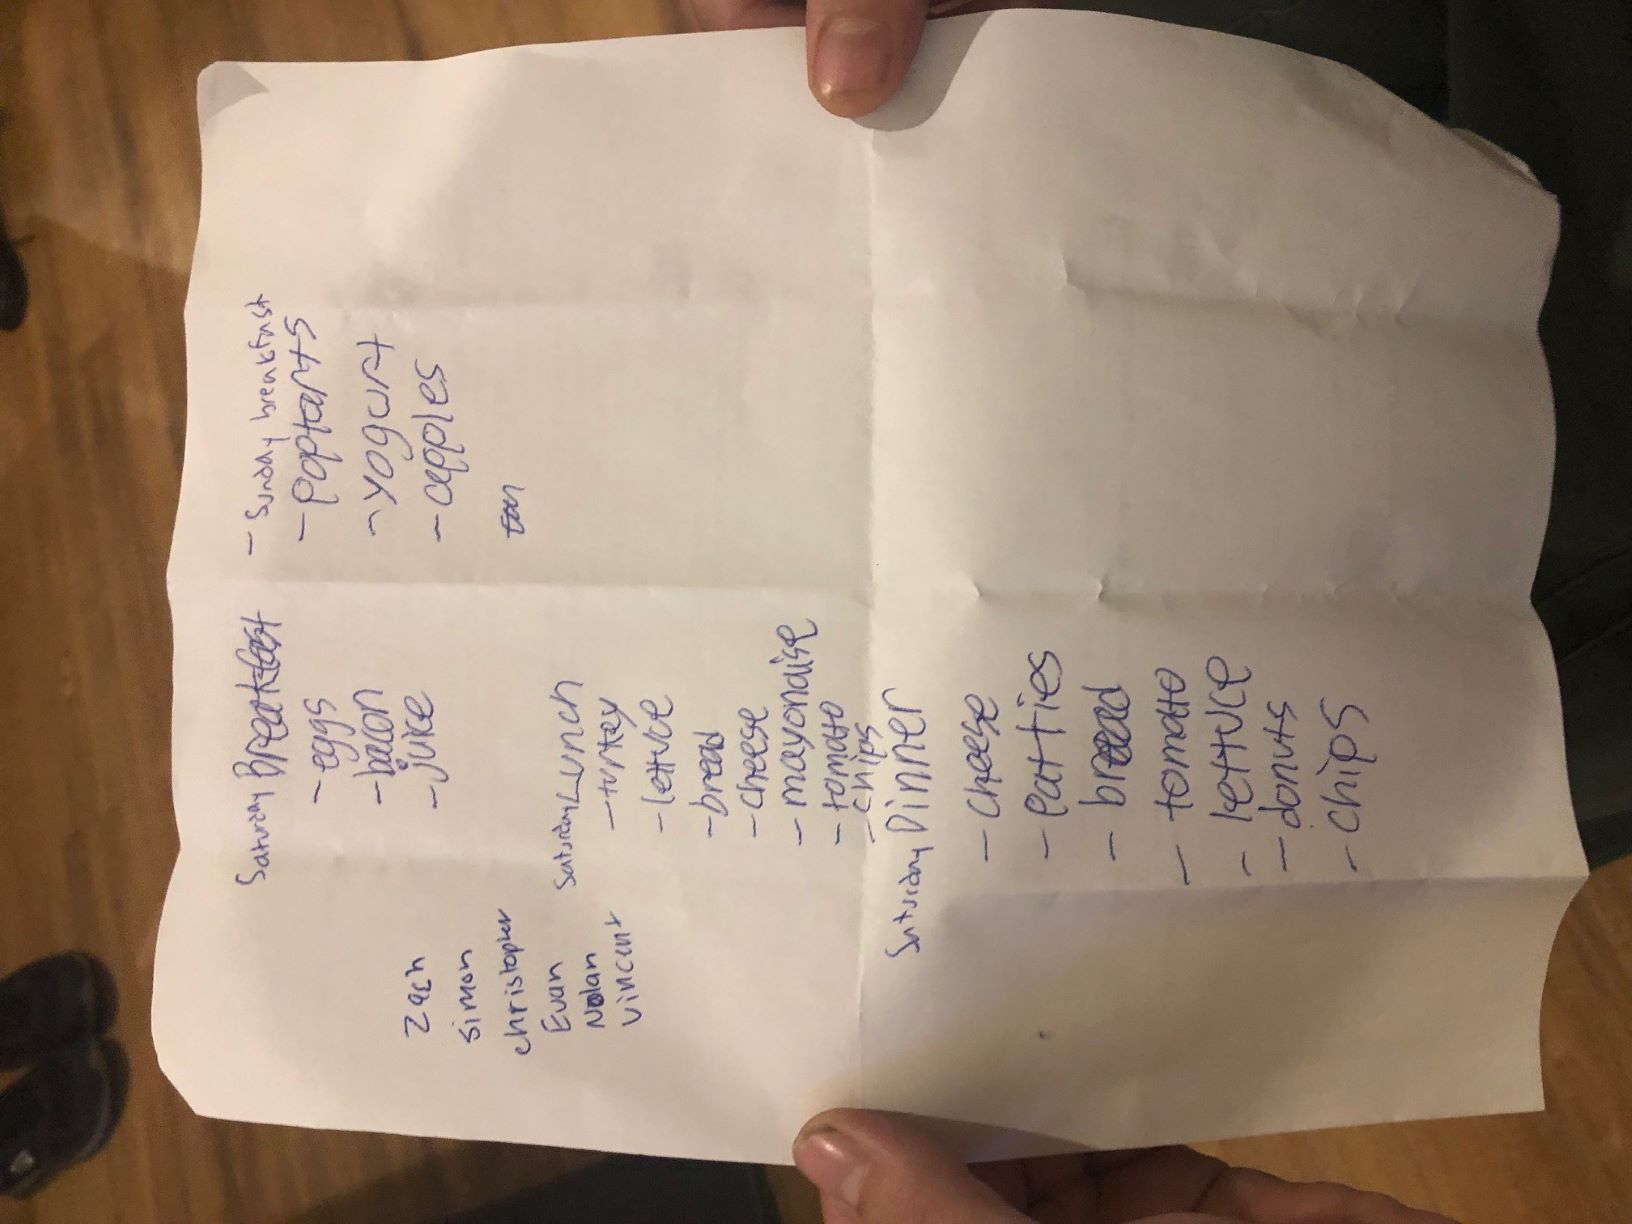 Saturday Breakfast
- eggs
- bacon
- juice
Zach
simon
christopher
Evan
Nolan
vincent
Saturday Lunch
- turkey
- lettuce
- bread
- cheese
- mayonaise
- tomato
- chips
Saturday Dinner
- cheese
- patties
- bread
- tomato
- lettuce
- donuts
- chips
- Sunday breakfast
- poptarts
- yogurt
- apples